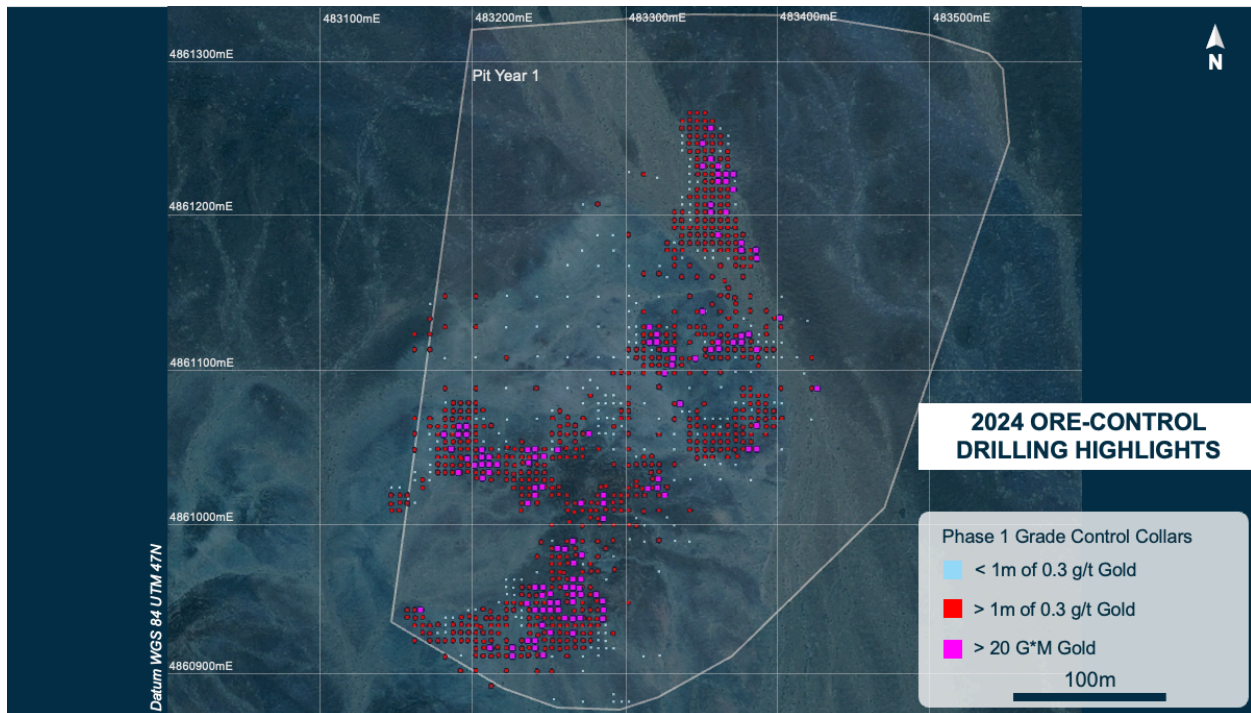 483100mE
483200mE
483300mE
483400mE
483500mE
4861300mE
N
Pit Year 1
4861200mE
4861100mE
2024 ORE-CONTROL
DRILLING HIGHLIGHTS
4861000mE
Phase 1 Grade Control Collars
< 1m of 0.3 g/t Gold
> 1m of 0.3 g/t Gold
> 20 G*M Gold
4860900mE
100m
Datum WGS 84 UTM 47N